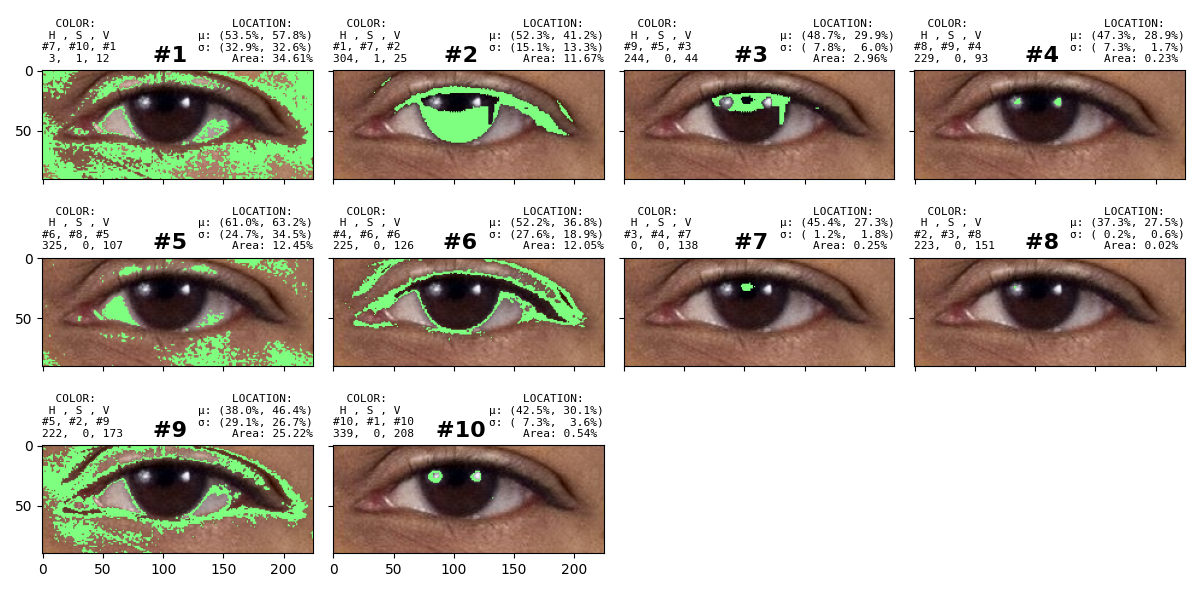 COLOR: LOCATION:
H , S , V μ: (53.5%, 57.8%)
#7, #10, #1 #1 σ: (32.9%, 32.6%)
3, 1, 12 Area: 34.61%
COLOR: LOCATION:
H , S , V μ: (52.3%, 41.2%)
#1, #7, #2 #2 σ: (15.1%, 13.3%)
304, 1, 25 Area: 11.67%
COLOR: LOCATION:
H , S , V μ: (48.7%, 29.9%)
#9, #5, #3 #3 σ: ( 7.8%, 6.0%)
244, 0, 44 Area: 2.96%
COLOR: LOCATION:
H , S , V μ: (47.3%, 28.9%)
#8, #9, #4 #4 σ: ( 7.3%, 1.7%)
229, 0, 93 Area: 0.23%
0
50
COLOR: LOCATION:
H , S , V μ: (61.0%, 63.2%)
#6, #8, #5 #5 σ: (24.7%, 34.5%)
325, 0, 107 Area: 12.45%
COLOR: LOCATION:
H , S , V μ: (52.2%, 36.8%)
#4, #6, #6 #6 σ: (27.6%, 18.9%)
225, 0, 126 Area: 12.05%
COLOR: LOCATION:
H , S , V μ: (45.4%, 27.3%)
#3, #4, #7 #7 σ: ( 1.2%, 1.8%)
0, 0, 138 Area: 0.25%
COLOR: LOCATION:
H , S , V μ: (37.3%, 27.5%)
#2, #3, #8 #8 σ: ( 0.2%, 0.6%)
223, 0, 151 Area: 0.02%
0
50
COLOR: LOCATION:
H , S , V μ: (38.0%, 46.4%)
#5, #2, #9 #9 σ: (29.1%, 26.7%)
222, 0, 173 Area: 25.22%
COLOR: LOCATION:
H , S , V μ: (42.5%, 30.1%)
#10, #1, #10 #10 σ: ( 7.3%, 3.6%)
339, 0, 208 Area: 0.54%
0
50
0 50 100 150 200
0 50 100 150 200